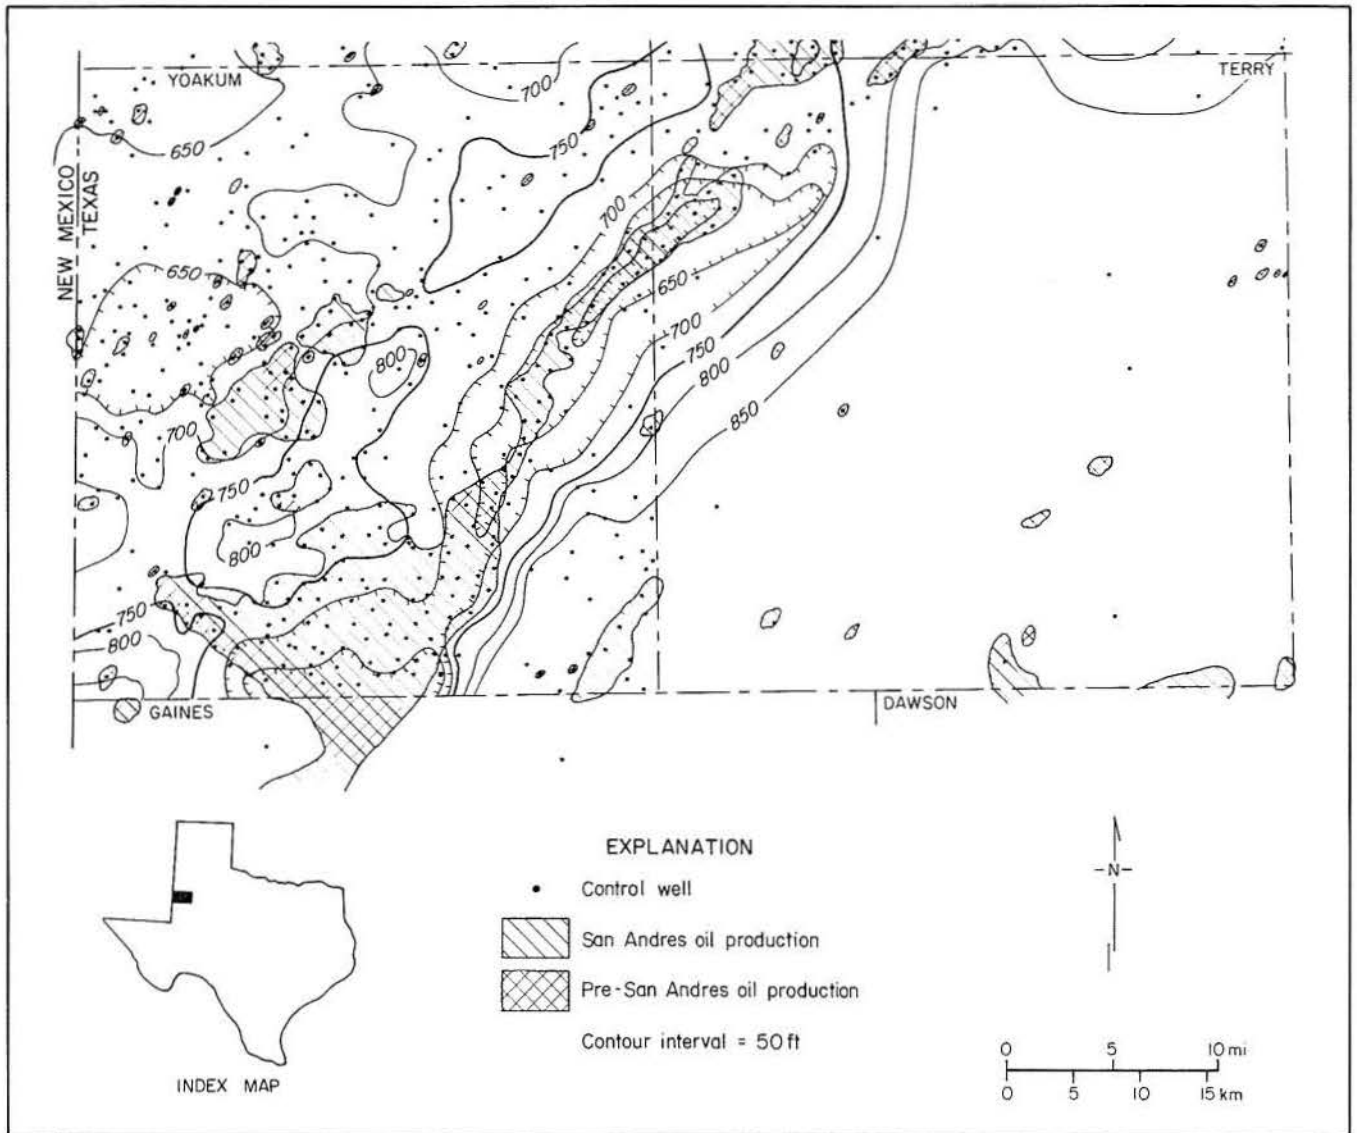 YOAKUM
TERRY
700
650
750
NEW MEXICO
TEXAS
700
650
650
700
750
800
800
850
700
750
800
750
800
GAINES
DAWSON
EXPLANATION
Control well
San Andres oil production
Pre-San Andres oil production
Contour interval = 50 ft
INDEX MAP
-N-
0 5 10 mi
0 5 10 15 km